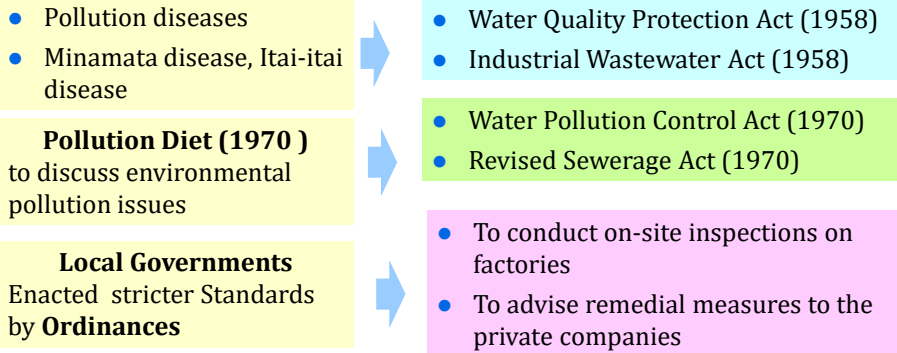 ● Pollution diseases
● Minamata disease, Itai-itai
disease
● Water Quality Protection Act (1958)
● Industrial Wastewater Act (1958)
Pollution Diet (1970 )
to discuss environmental
pollution issues
● Water Pollution Control Act (1970)
● Revised Sewerage Act (1970)
Local Governments
Enacted stricter Standards
by Ordinances
● To conduct on-site inspections on
factories
● To advise remedial measures to the
private companies